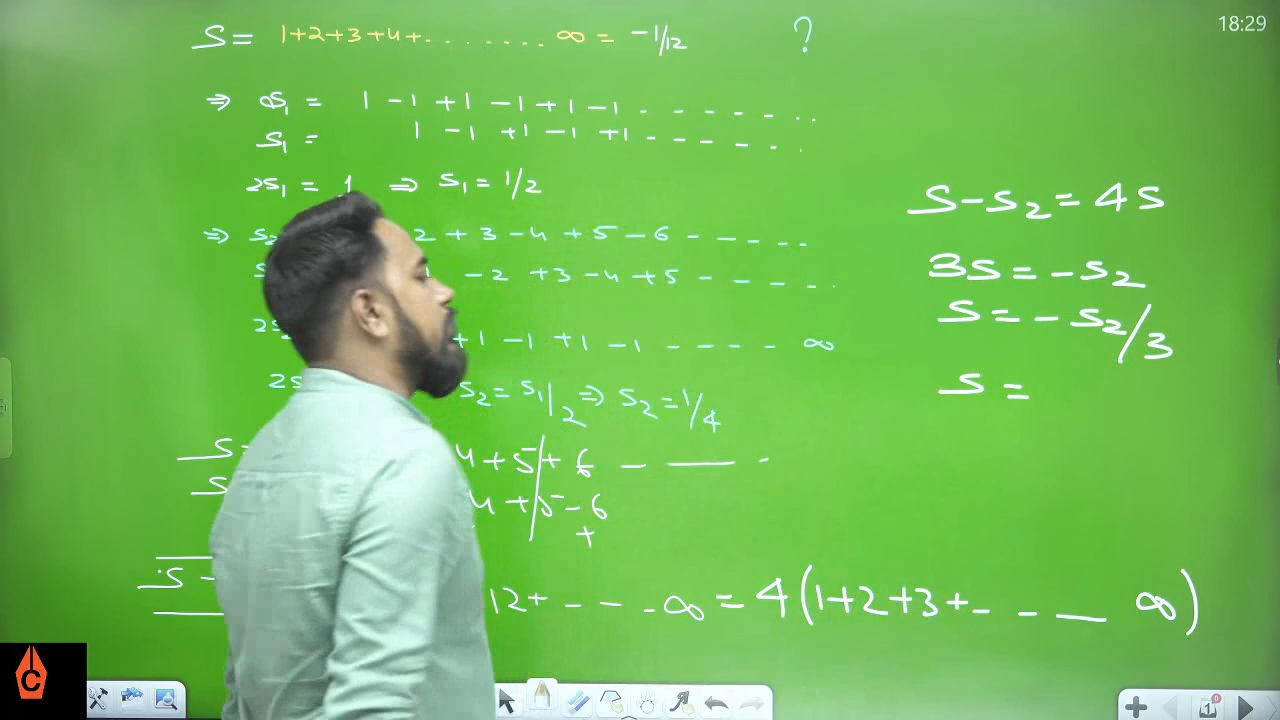 18:29
S = 1+2+3+4+........ ∞ = -1/12 ?
⇒ S₁ = 1 -1 +1 -1 +1 -1 - - - - - . .
S₁ = 1 -1 +1 -1 +1 - - - - - .
2S₁ = 1 ⇒ S₁ = 1/2
⇒ S₂ 2 + 3 - 4 + 5 - 6 - - - - - . .
-2 +3 -4 +5 - - - - - .
+1 -1 +1 -1 - - - - - ∞
2S S₂ = S₁/2 ⇒ S₂ = 1/4
S 4 + 5 + 6 - — -
S 4 + 5 - 6
+
S - 12 + - - - ∞ = 4(1+2+3+- - — ∞)
S - S₂ = 4S
3S = -S₂
S = -S₂/3
S =
C
1